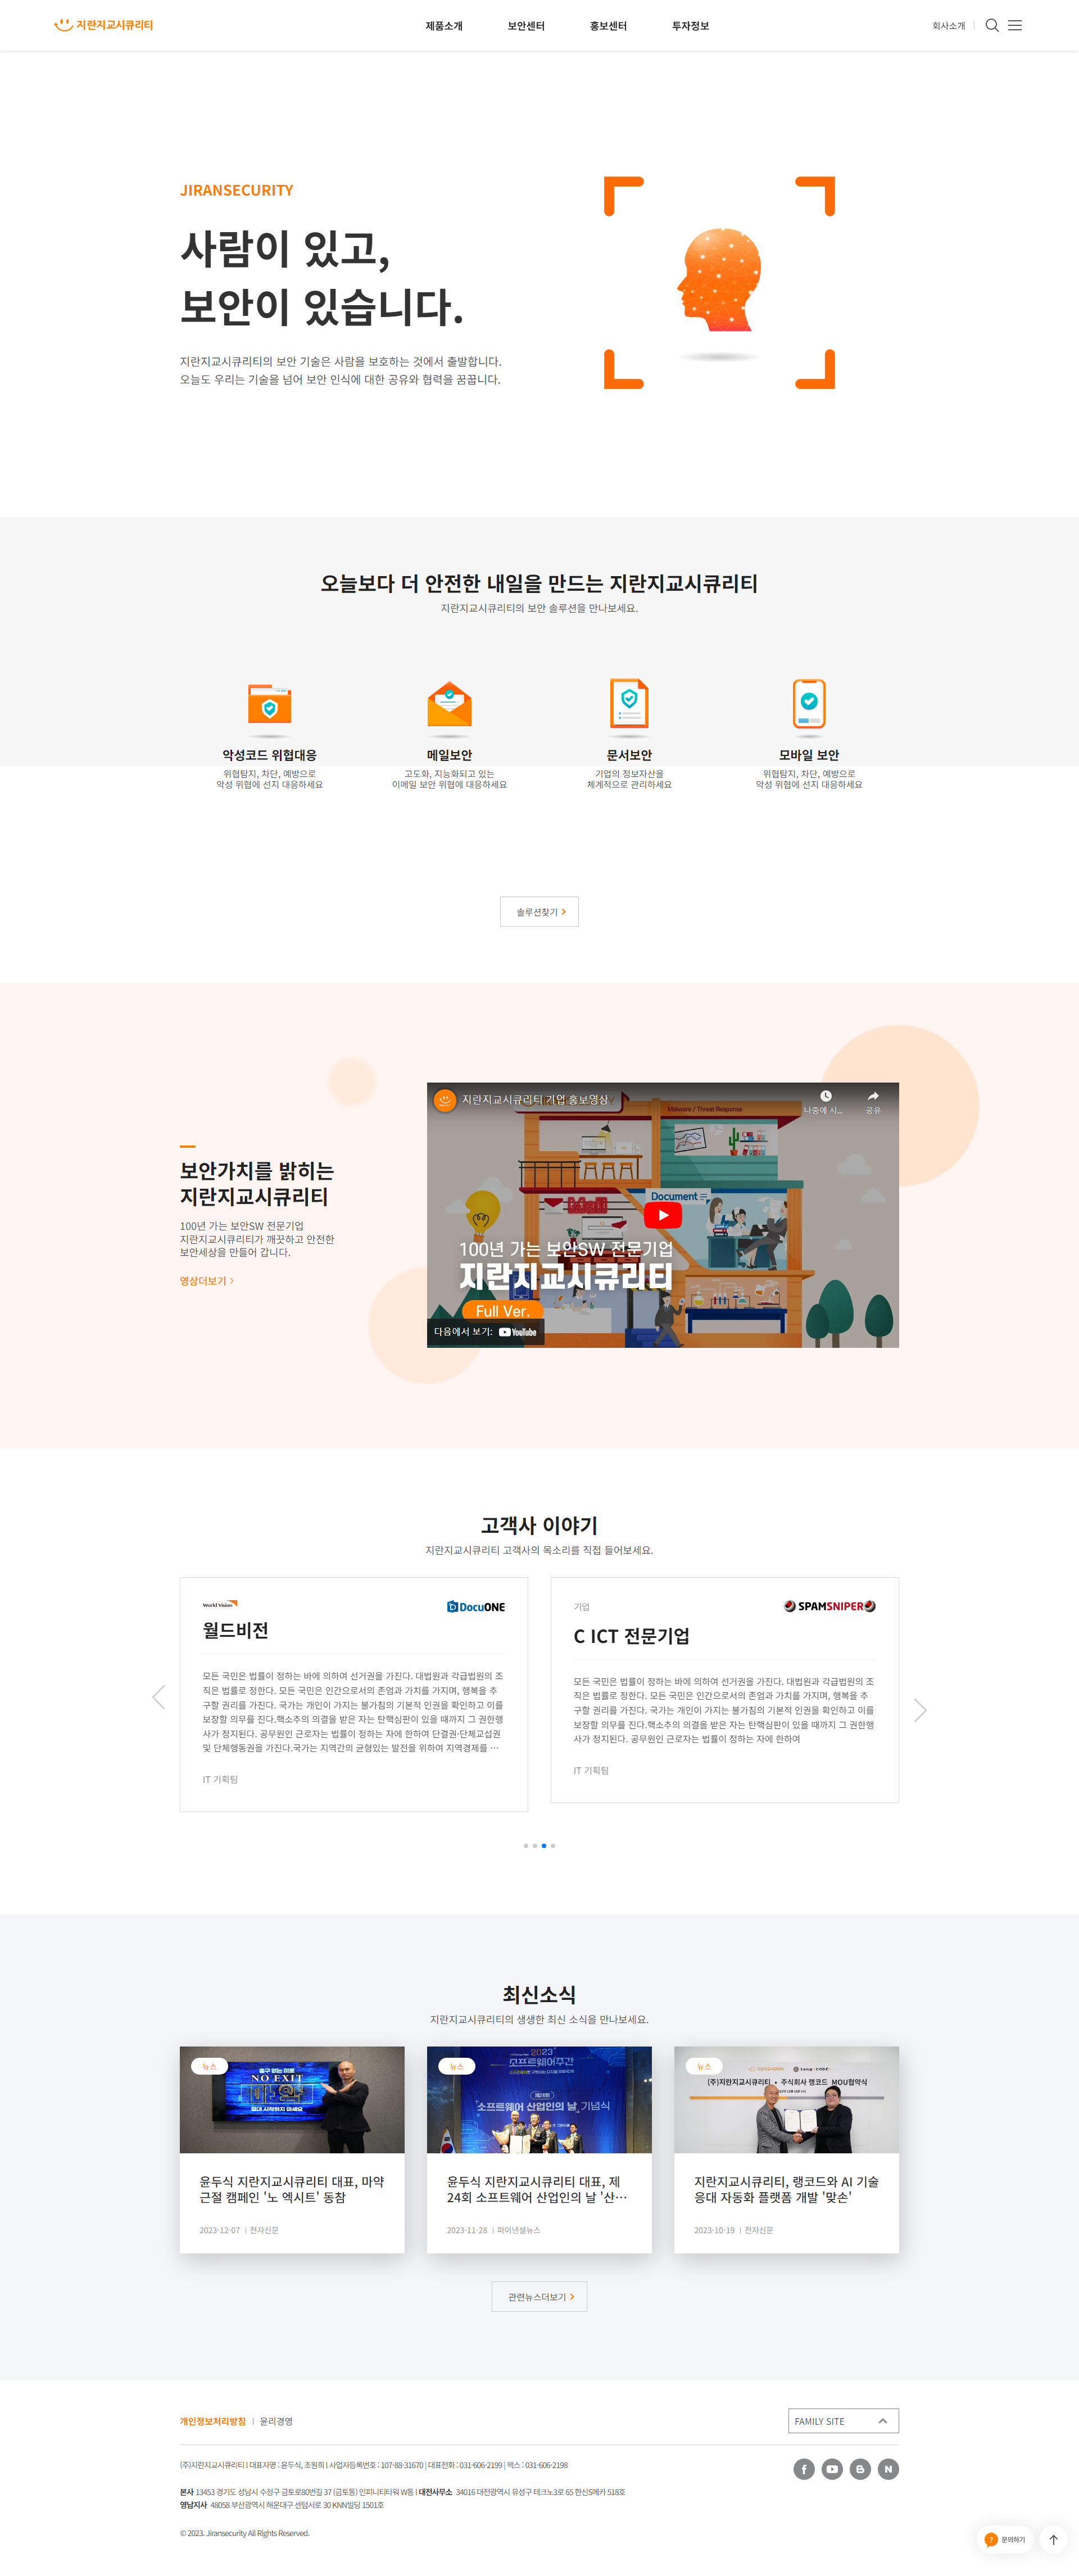 지란지교시큐리티
제품소개
보안센터
홍보센터
투자정보
회사소개
JIRANSECURITY
사람이 있고,
보안이 있습니다.
지란지교시큐리티의 보안 기술은 사람을 보호하는 것에서 출발합니다.
오늘도 우리는 기술을 넘어 보안 인식에 대한 공유와 협력을 꿈꿉니다.
오늘보다 더 안전한 내일을 만드는 지란지교시큐리티
지란지교시큐리티의 보안 솔루션을 만나보세요.
악성코드 위협대응
위협탐지, 차단, 예방으로
악성 위협에 선지 대응하세요
메일보안
고도화, 지능화되고 있는
이메일 보안 위협에 대응하세요
문서보안
기업의 정보자산을
체계적으로 관리하세요
모바일 보안
위협탐지, 차단, 예방으로
악성 위협에 선지 대응하세요
솔루션찾기
보안가치를 밝히는
지란지교시큐리티
100년 가는 보안SW 전문기업
지란지교시큐리티가 깨끗하고 안전한
보안세상을 만들어 갑니다.
영상더보기
지란지교시큐리티 기업 홍보영상
나중에 시...
공유
Malware / Threat Response
Document
100년 가는 보안SW 전문기업
지란지교시큐리티
Full Ver.
다음에서 보기: YouTube
고객사 이야기
지란지교시큐리티 고객사의 목소리를 직접 들어보세요.
World Vision
DocuONE
월드비전
모든 국민은 법률이 정하는 바에 의하여 선거권을 가진다. 대법원과 각급법원의 조
직은 법률로 정한다. 모든 국민은 인간으로서의 존엄과 가치를 가지며, 행복을 추
구할 권리를 가진다. 국가는 개인이 가지는 불가침의 기본적 인권을 확인하고 이를
보장할 의무를 진다.핵소추의 의결을 받은 자는 탄핵심판이 있을 때까지 그 권한행
사가 정지된다. 공무원인 근로자는 법률이 정하는 자에 한하여 단결권·단체교섭권
및 단체행동권을 가진다.국가는 지역간의 균형있는 발전을 위하여 지역경제를 …
IT 기획팀
기업
SPAMSNIPER
C ICT 전문기업
모든 국민은 법률이 정하는 바에 의하여 선거권을 가진다. 대법원과 각급법원의 조
직은 법률로 정한다. 모든 국민은 인간으로서의 존엄과 가치를 가지며, 행복을 추
구할 권리를 가진다. 국가는 개인이 가지는 불가침의 기본적 인권을 확인하고 이를
보장할 의무를 진다.핵소추의 의결을 받은 자는 탄핵심판이 있을 때까지 그 권한행
사가 정지된다. 공무원인 근로자는 법률이 정하는 자에 한하여
IT 기획팀
최신소식
지란지교시큐리티의 생생한 최신 소식을 만나보세요.
뉴스
출구 없는 미로
NO EXIT
마약
절대 시작하지 마세요
윤두식 지란지교시큐리티 대표, 마약
근절 캠페인 '노 엑시트' 동참
2023-12-07 | 전자신문
뉴스
2023
소프트웨어주간
제24회
소프트웨어 산업인의 날 기념식
윤두식 지란지교시큐리티 대표, 제
24회 소프트웨어 산업인의 날 '산…
2023-11-28 | 파이낸셜뉴스
뉴스
(주)지란지교시큐리티 • 주식회사 랭코드 MOU협약식
지란지교시큐리티, 랭코드와 AI 기술
응대 자동화 플랫폼 개발 '맞손'
2023-10-19 | 전자신문
관련뉴스더보기
개인정보처리방침 | 윤리경영
FAMILY SITE
(주)지란지교시큐리티 I 대표자명 : 윤두식, 조원희 I 사업자등록번호 : 107-88-31670 | 대표전화 : 031-606-2199 | 팩스 : 031-606-2198
본사 13453 경기도 성남시 수정구 금토로80번길 37 (금토동) 인피니티타워 W동 I 대전사무소 34016 대전광역시 유성구 테크노3로 65 한신S메카 518호
영남지사 48058 부산광역시 해운대구 센텀서로 30 KNN빌딩 1501호
© 2023. Jiransecurity All Rights Reserved.
문의하기